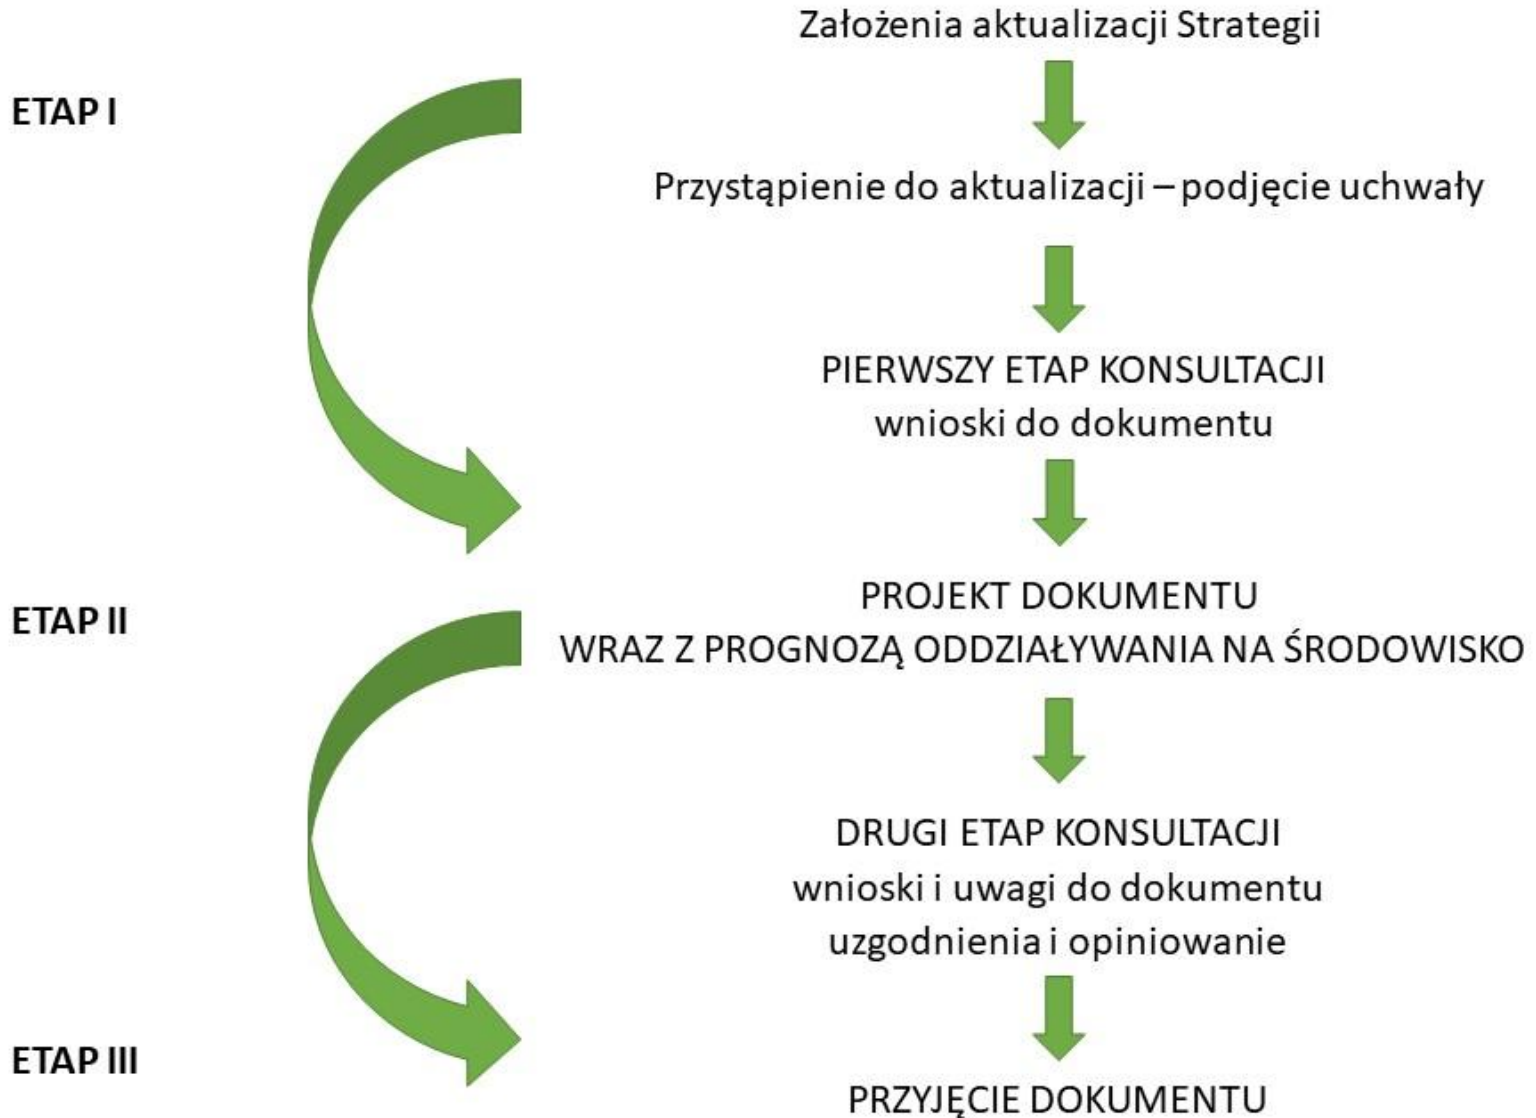 Założenia aktualizacji Strategii
ETAP I
Przystąpienie do aktualizacji – podjęcie uchwały
PIERWSZY ETAP KONSULTACJI
wnioski do dokumentu
ETAP II
PROJEKT DOKUMENTU
WRAZ Z PROGNOZĄ ODDZIAŁYWANIA NA ŚRODOWISKO
DRUGI ETAP KONSULTACJI
wnioski i uwagi do dokumentu
uzgodnienia i opiniowanie
ETAP III
PRZYJĘCIE DOKUMENTU